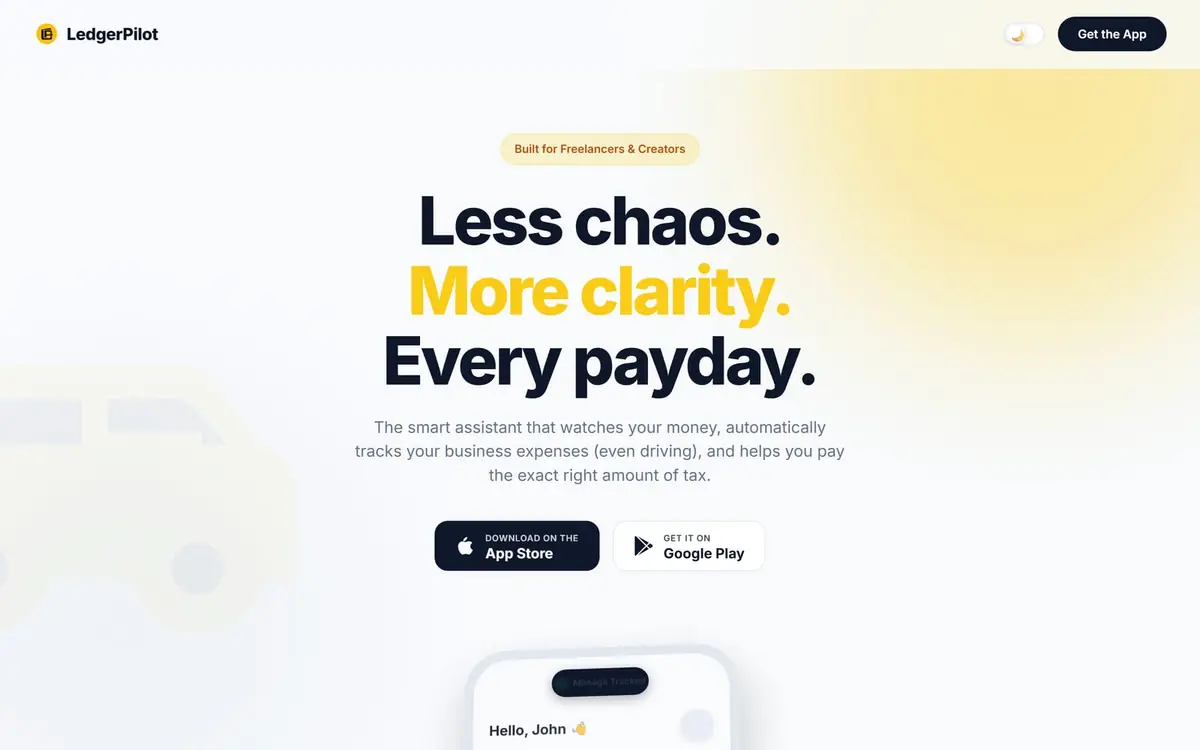 LedgerPilot
Get the App
Built for Freelancers & Creators
Less chaos.
More clarity.
Every payday.
The smart assistant that watches your money, automatically
tracks your business expenses (even driving), and helps you pay
the exact right amount of tax.
DOWNLOAD ON THE
App Store
GET IT ON
Google Play
Mileage Tracked
Hello, John 👋